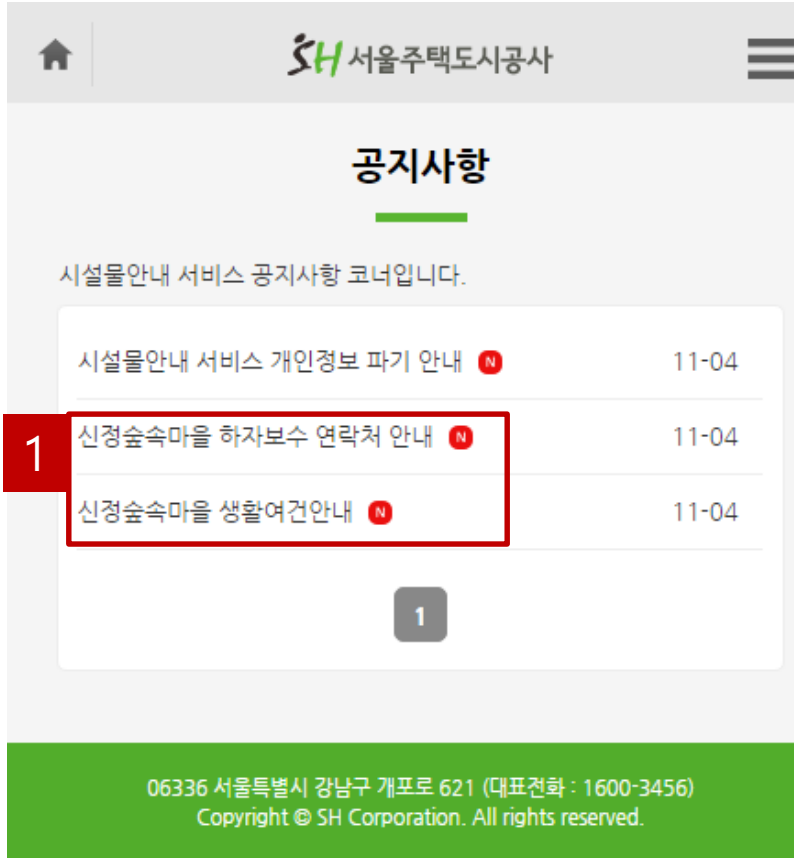 SH 서울주택도시공사
공지사항
시설물안내 서비스 공지사항 코너입니다.
시설물안내 서비스 개인정보 파기 안내 N 11-04
1
신정숲속마을 하자보수 연락처 안내 N 11-04
신정숲속마을 생활여건안내 N 11-04
1
06336 서울특별시 강남구 개포로 621 (대표전화 : 1600-3456)
Copyright © SH Corporation. All rights reserved.